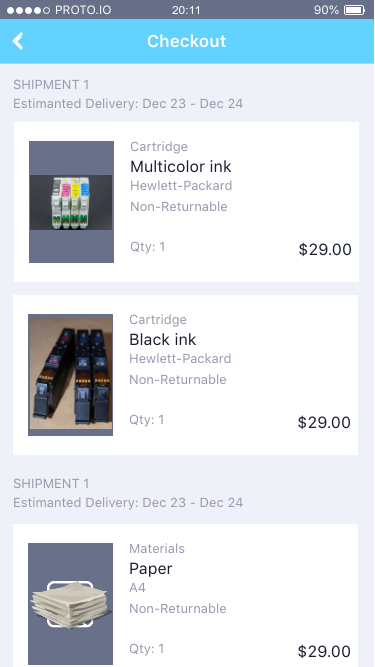 PROTO.IO 20:11 90%
Checkout
SHIPMENT 1
Estimanted Delivery: Dec 23 - Dec 24
Cartridge
Multicolor ink
Hewlett-Packard
Non-Returnable
Qty: 1 $29.00
Cartridge
Black ink
Hewlett-Packard
Non-Returnable
Qty: 1 $29.00
SHIPMENT 1
Estimanted Delivery: Dec 23 - Dec 24
Materials
Paper
A4
Non-Returnable
Qty: 1 $29.00